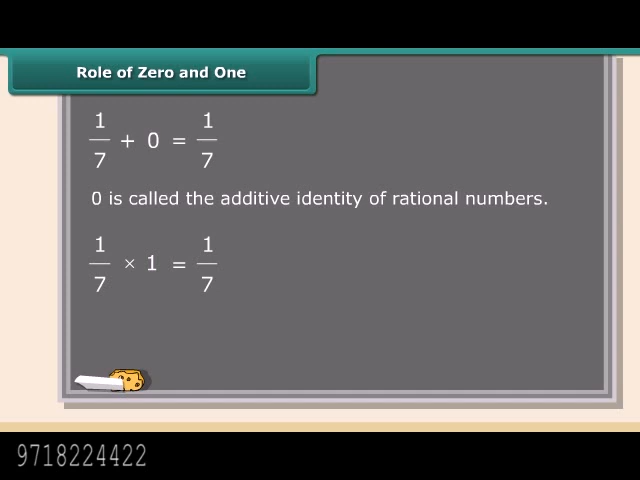 Role of Zero and One
1/7 + 0 = 1/7
0 is called the additive identity of rational numbers.
1/7 × 1 = 1/7
9718224422